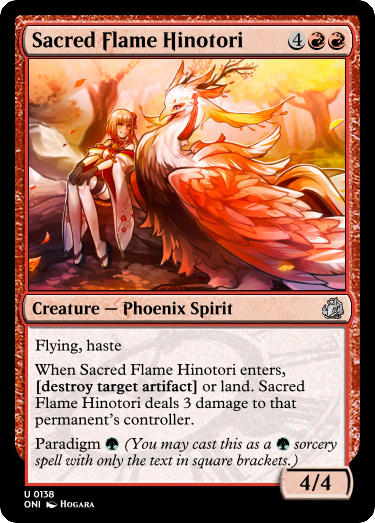 Sacred Flame Hinotori 4
Creature — Phoenix Spirit
Flying, haste
When Sacred Flame Hinotori enters,
[destroy target artifact] or land. Sacred
Flame Hinotori deals 3 damage to that
permanent's controller.
Paradigm (You may cast this as a sorcery
spell with only the text in square brackets.)
4/4
U 0138
ONI HOGARA